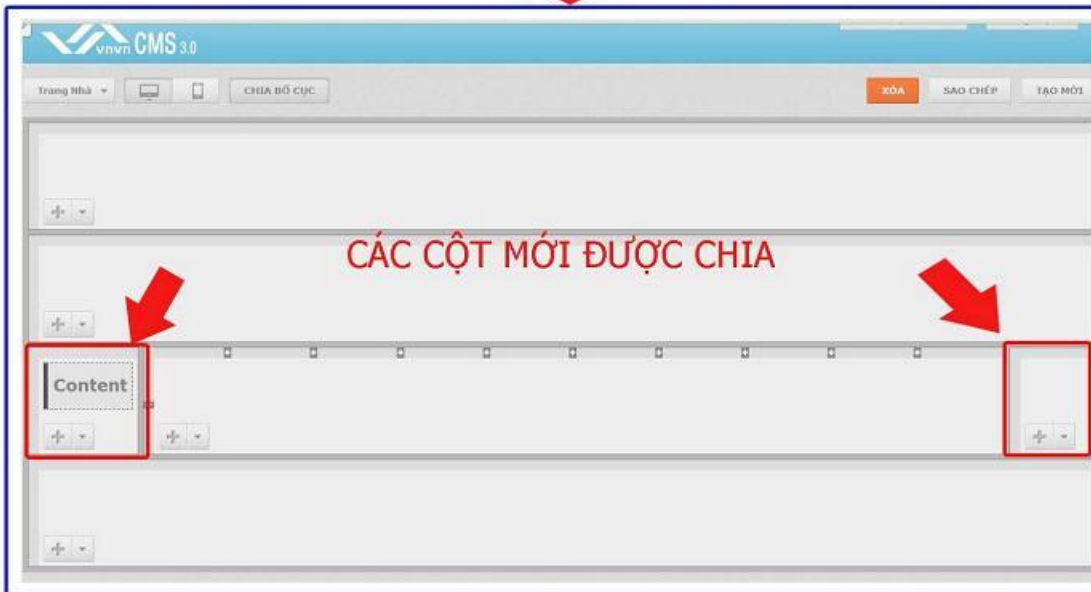 vnvn CMS 3.0
Trang Nhà
CHIA BỐ CỤC
XÓA
SAO CHÉP
TẠO MỚI
CÁC CỘT MỚI ĐƯỢC CHIA
Content